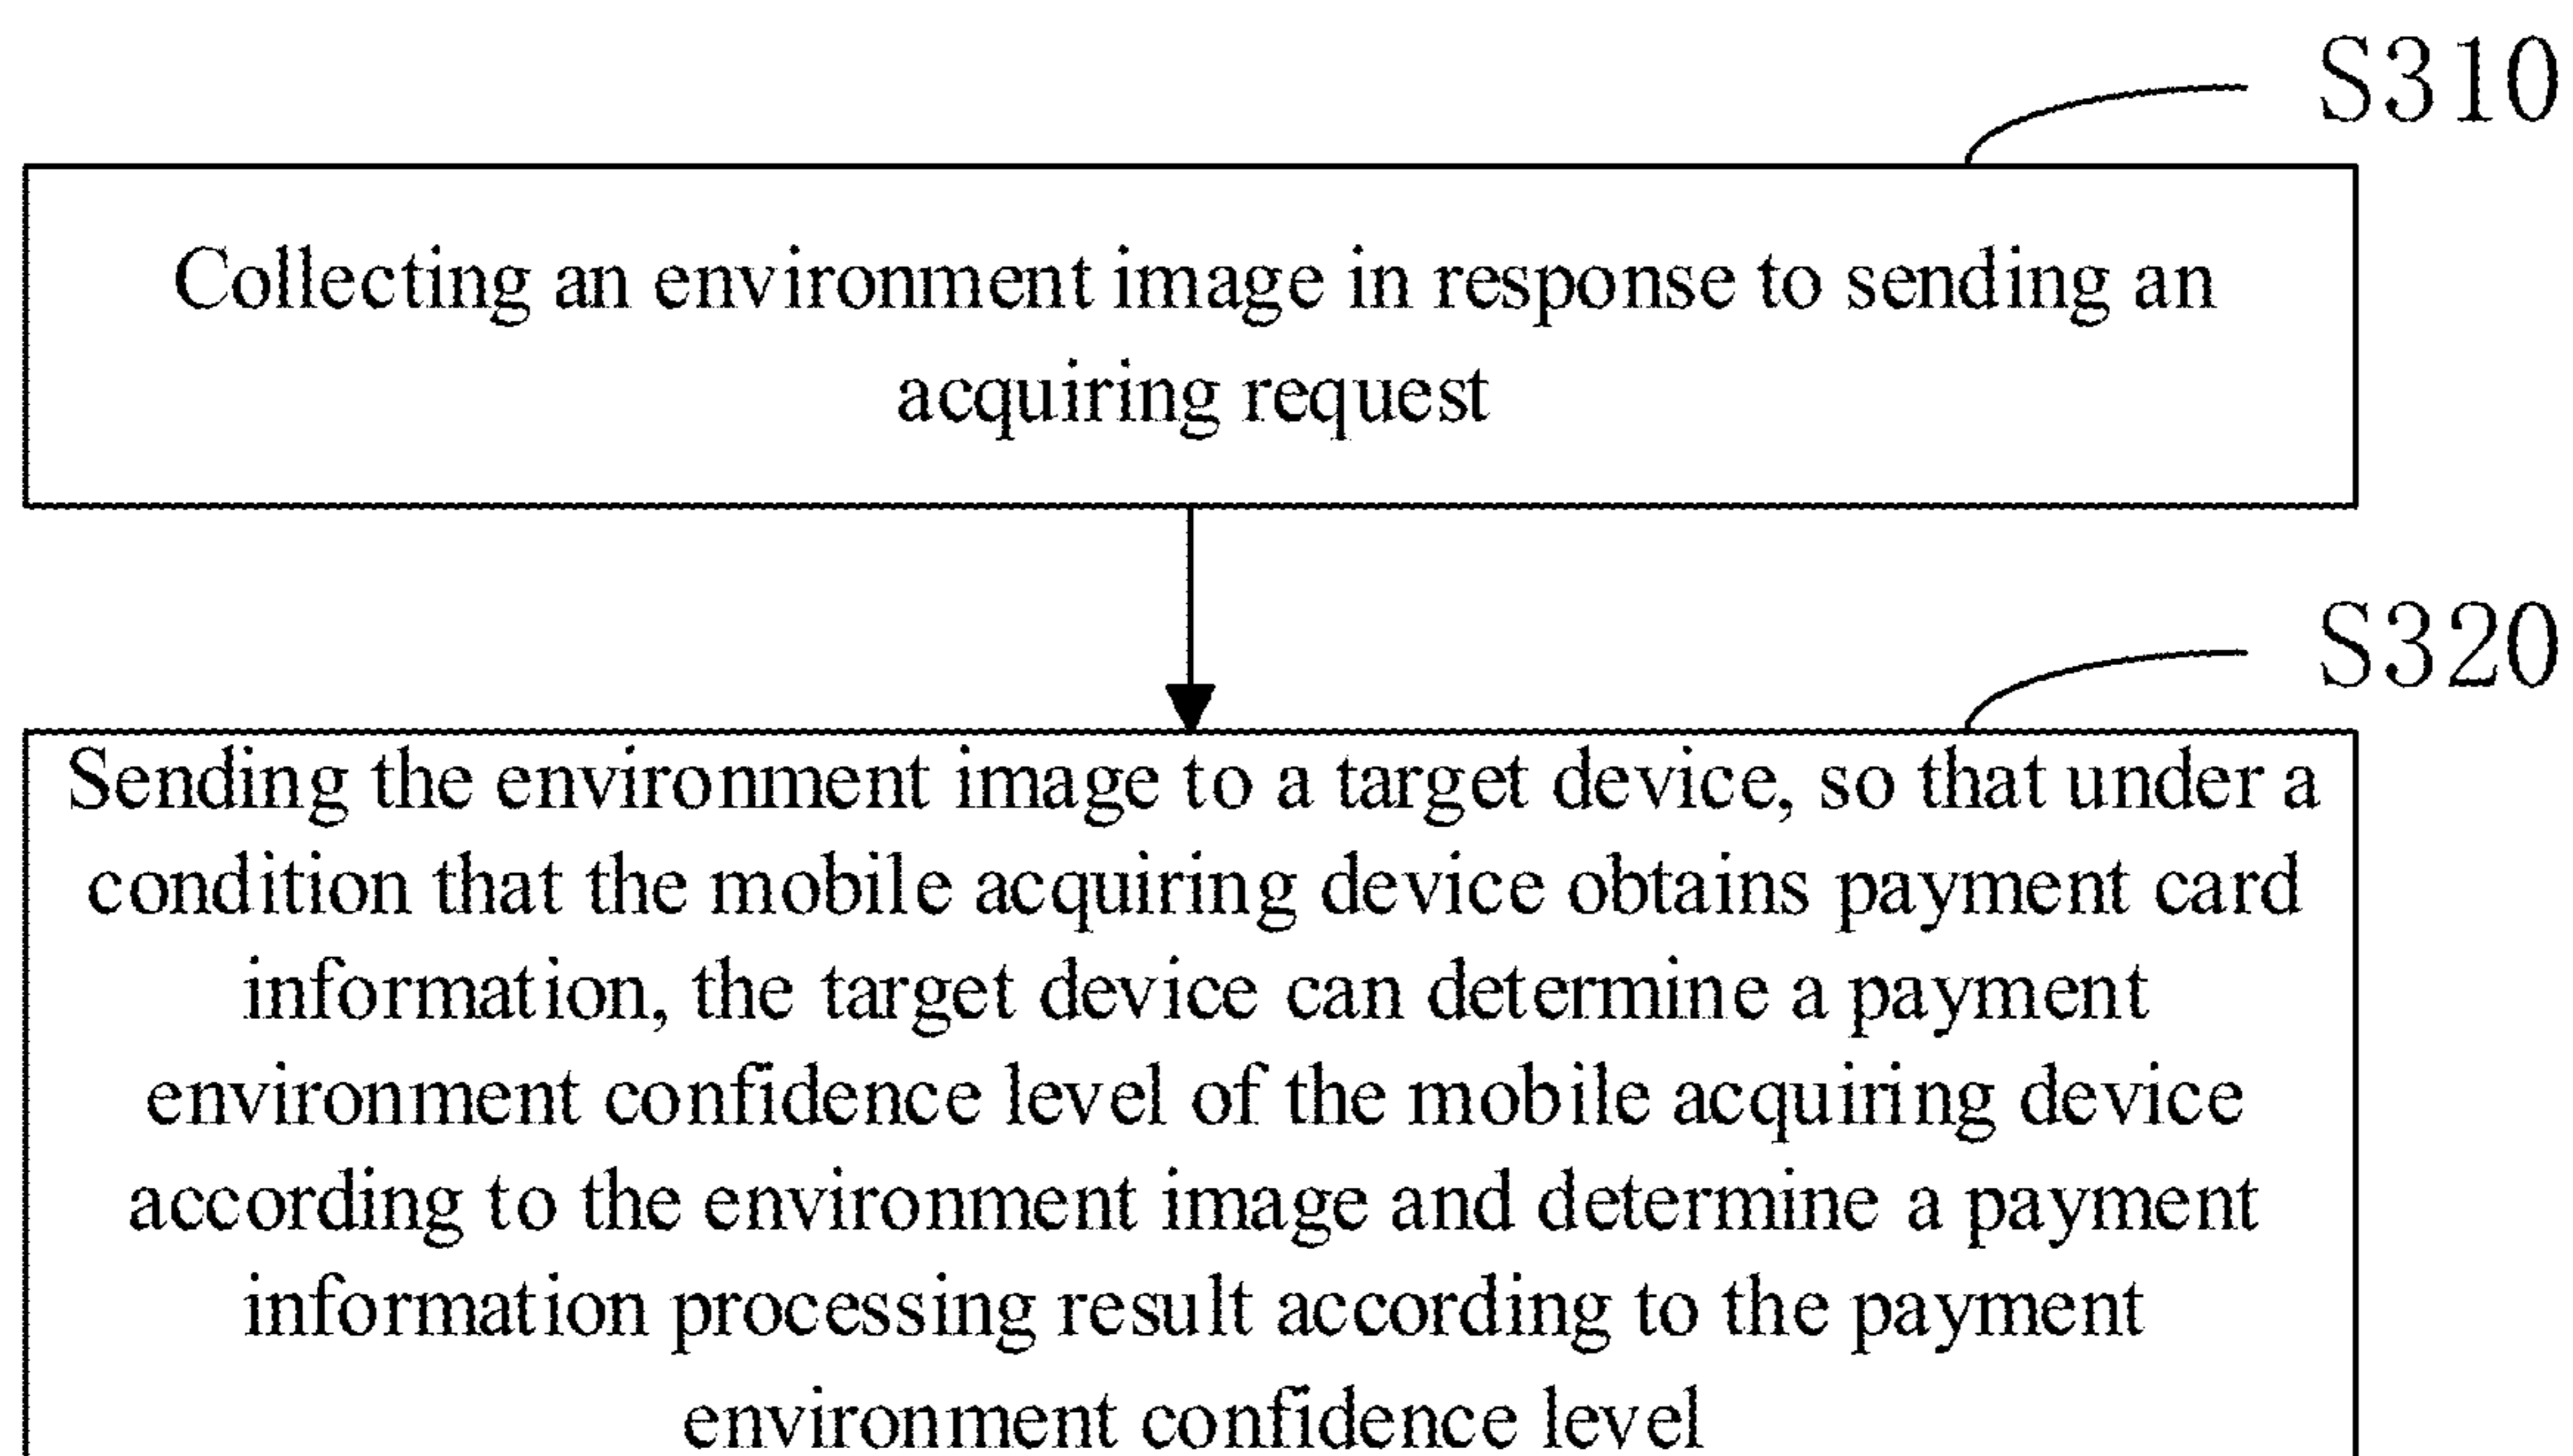 S310
Collecting an environment image in response to sending an
acquiring request
S320
Sending the environment image to a target device, so that under a
condition that the mobile acquiring device obtains payment card
information, the target device can determine a payment
environment confidence level of the mobile acquiring device
according to the environment image and determine a payment
information processing result according to the payment
environment confidence level